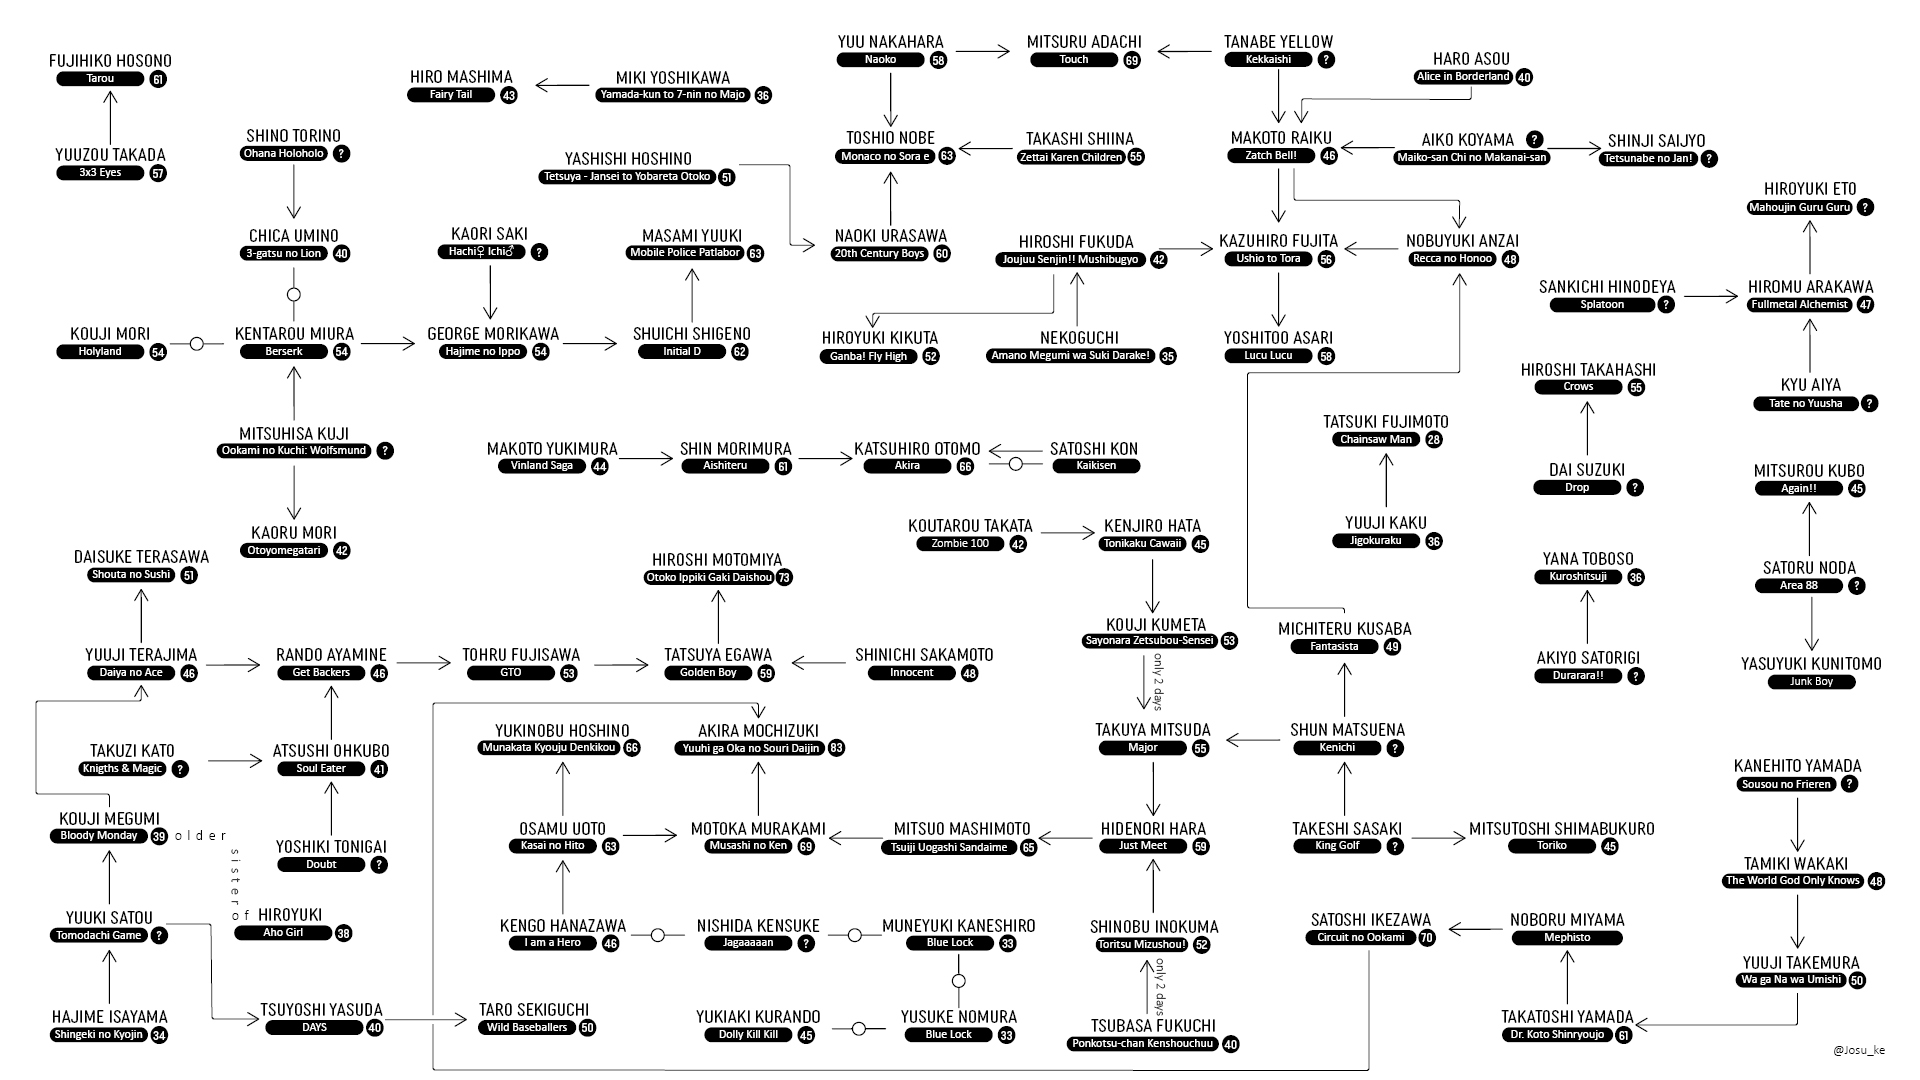 YUU NAKAHARA
Naoko 58
MITSURU ADACHI
Touch 69
TANABE YELLOW
Kekkaishi ?
HARO ASOU
Alice in Borderland 40
FUJIHIKO HOSONO
Tarou 61
HIRO MASHIMA
Fairy Tail 43
MIKI YOSHIKAWA
Yamada-kun to 7-nin no Majo 36
SHINO TORINO
Ohana Holoholo ?
TOSHIO NOBE
Monaco no Sora e 63
TAKASHI SHIINA
Zettai Karen Children 55
MAKOTO RAIKU
Zatch Bell! 46
AIKO KOYAMA ?
Maiko-san Chi no Makanai-san
SHINJI SAIJYO
Tetsunabe no Jan! ?
YUUZOU TAKADA
3x3 Eyes 57
YASHISHI HOSHINO
Tetsuya - Jansei to Yobareta Otoko 51
HIROYUKI ETO
Mahoujin Guru Guru ?
CHICA UMINO
3-gatsu no Lion 40
KAORI SAKI
Hachi♀ Ichi♂ ?
MASAMI YUUKI
Mobile Police Patlabor 63
NAOKI URASAWA
20th Century Boys 60
HIROSHI FUKUDA
Joujuu Senjin!! Mushibugyo 42
KAZUHIRO FUJITA
Ushio to Tora 56
NOBUYUKI ANZAI
Recca no Honoo 48
SANKICHI HINODEYA
Splatoon ?
HIROMU ARAKAWA
Fullmetal Alchemist 47
KOUJI MORI
Holyland 54
KENTAROU MIURA
Berserk 54
GEORGE MORIKAWA
Hajime no Ippo 54
SHUICHI SHIGENO
Initial D 62
HIROYUKI KIKUTA
Ganba! Fly High 52
NEKOGUCHI
Amano Megumi wa Suki Darake! 35
YOSHITOO ASARI
Lucu Lucu 58
HIROSHI TAKAHASHI
Crows 55
KYU AIYA
Tate no Yuusha ?
MITSUHISA KUJI
Ookami no Kuchi: Wolfsmund ?
MAKOTO YUKIMURA
Vinland Saga 44
SHIN MORIMURA
Aishiteru 61
KATSUHIRO OTOMO
Akira 66
SATOSHI KON
Kaikisen
TATSUKI FUJIMOTO
Chainsaw Man 28
DAI SUZUKI
Drop ?
MITSUROU KUBO
Again!! 45
KAORU MORI
Otoyomegatari 42
KOUTAROU TAKATA
Zombie 100 42
KENJIRO HATA
Tonikaku Cawaii 45
YUUJI KAKU
Jigokuraku 36
DAISUKE TERASAWA
Shouta no Sushi 51
HIROSHI MOTOMIYA
Otoko Ippiki Gaki Daishou 73
YANA TOBOSO
Kuroshitsuji 36
SATORU NODA
Area 88 ?
KOUJI KUMETA
Sayonara Zetsubou-Sensei 53
only 2 days
MICHITERU KUSABA
Fantasista 49
YUUJI TERAJIMA
Daiya no Ace 46
RANDO AYAMINE
Get Backers 46
TOHRU FUJISAWA
GTO 53
TATSUYA EGAWA
Golden Boy 59
SHINICHI SAKAMOTO
Innocent 48
AKIYO SATORIGI
Durarara!! ?
YASUYUKI KUNITOMO
Junk Boy
TAKUZI KATO
Knigths & Magic ?
ATSUSHI OHKUBO
Soul Eater 41
YUKINOBU HOSHINO
Munakata Kyouju Denkikou 66
AKIRA MOCHIZUKI
Yuuhi ga Oka no Souri Daijin 83
TAKUYA MITSUDA
Major 55
SHUN MATSUENA
Kenichi ?
KANEHITO YAMADA
Sousou no Frieren ?
KOUJI MEGUMI
Bloody Monday 39
older sister of
YOSHIKI TONIGAI
Doubt ?
OSAMU UOTO
Kasai no Hito 63
MOTOKA MURAKAMI
Musashi no Ken 69
MITSUO MASHIMOTO
Tsuiji Uogashi Sandaime 65
HIDENORI HARA
Just Meet 59
TAKESHI SASAKI
King Golf ?
MITSUTOSHI SHIMABUKURO
Toriko 45
TAMIKI WAKAKI
The World God Only Knows 48
YUUKI SATOU
Tomodachi Game ?
HIROYUKI
Aho Girl 38
KENGO HANAZAWA
I am a Hero 46
NISHIDA KENSUKE
Jagaaaaan ?
MUNEYUKI KANESHIRO
Blue Lock 33
SHINOBU INOKUMA
Toritsu Mizushou! 52
only 2 days
SATOSHI IKEZAWA
Circuit no Ookami 70
NOBORU MIYAMA
Mephisto
YUUJI TAKEMURA
Wa ga Na wa Umishi 50
HAJIME ISAYAMA
Shingeki no Kyojin 34
TSUYOSHI YASUDA
DAYS 40
TARO SEKIGUCHI
Wild Baseballers 50
YUKIAKI KURANDO
Dolly Kill Kill 45
YUSUKE NOMURA
Blue Lock 33
TSUBASA FUKUCHI
Ponkotsu-chan Kenshouchuu 40
TAKATOSHI YAMADA
Dr. Koto Shinryoujo 61
@Josu_ke